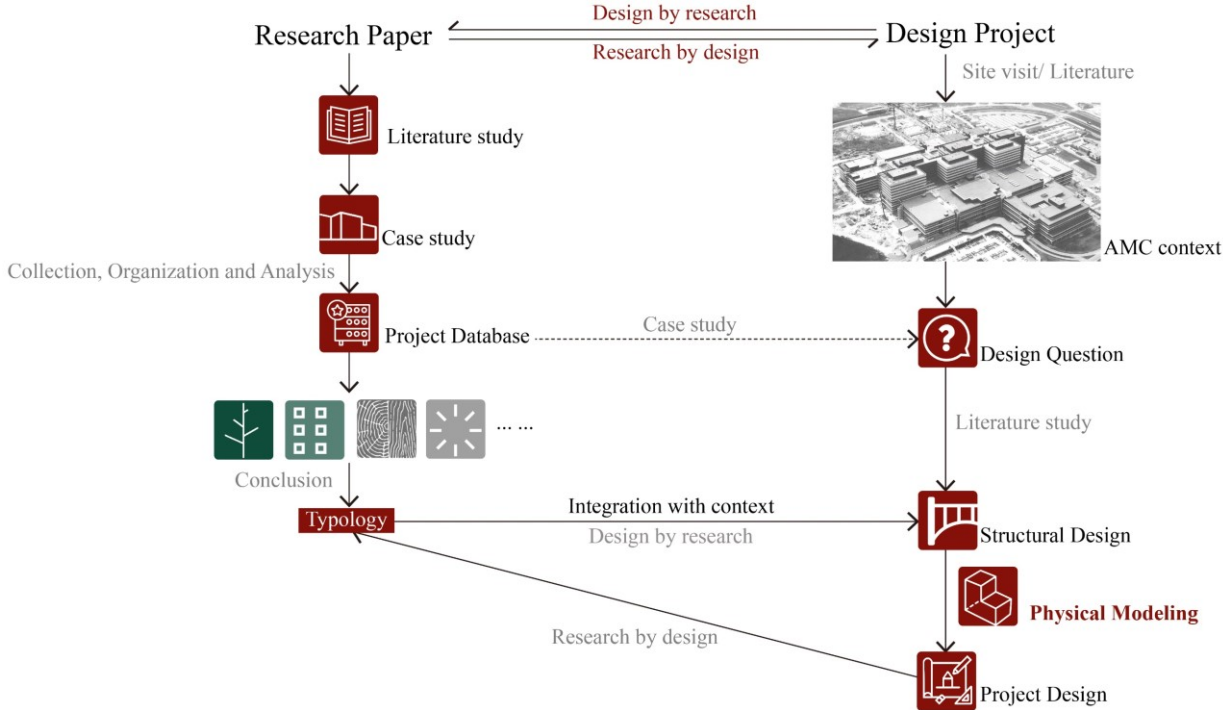 Design by research
Research Paper
Design Project
Research by design
Site visit/ Literature
Literature study
Case study
AMC context
Collection, Organization and Analysis
Project Database
Case study
?
Design Question
... ...
Literature study
Conclusion
Typology
Integration with context
Design by research
Structural Design
Physical Modeling
Research by design
Project Design